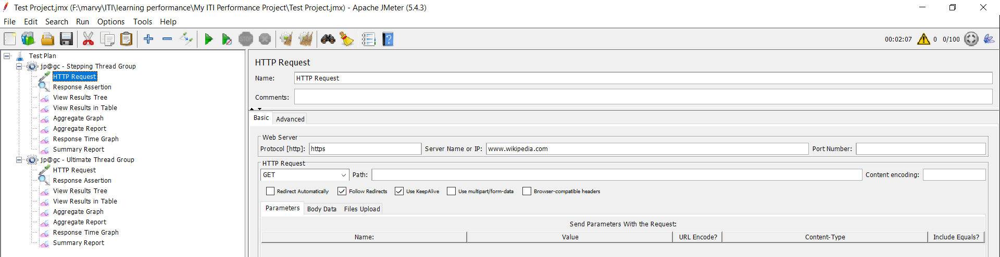 Test Project.jmx (F:\marvy\ITI\learning performance\My ITI Performance Project\Test Project.jmx) - Apache JMeter (5.4.3)
File Edit Search Run Options Tools Help
STOP 00:02:07 0 0/100
Test Plan
jp@gc - Stepping Thread Group
HTTP Request
Response Assertion
View Results Tree
View Results in Table
Aggregate Graph
Aggregate Report
Response Time Graph
Summary Report
jp@gc - Ultimate Thread Group
HTTP Request
Response Assertion
View Results Tree
View Results in Table
Aggregate Graph
Aggregate Report
Response Time Graph
Summary Report
HTTP Request
Name: HTTP Request
Comments:
Basic Advanced
Web Server
Protocol [http]: https Server Name or IP: www.wikipedia.com Port Number:
HTTP Request
GET Path: Content encoding:
Redirect Automatically Follow Redirects Use KeepAlive Use multipart/form-data Browser-compatible headers
Parameters Body Data Files Upload
Send Parameters With the Request:
Name: Value URL Encode? Content-Type Include Equals?